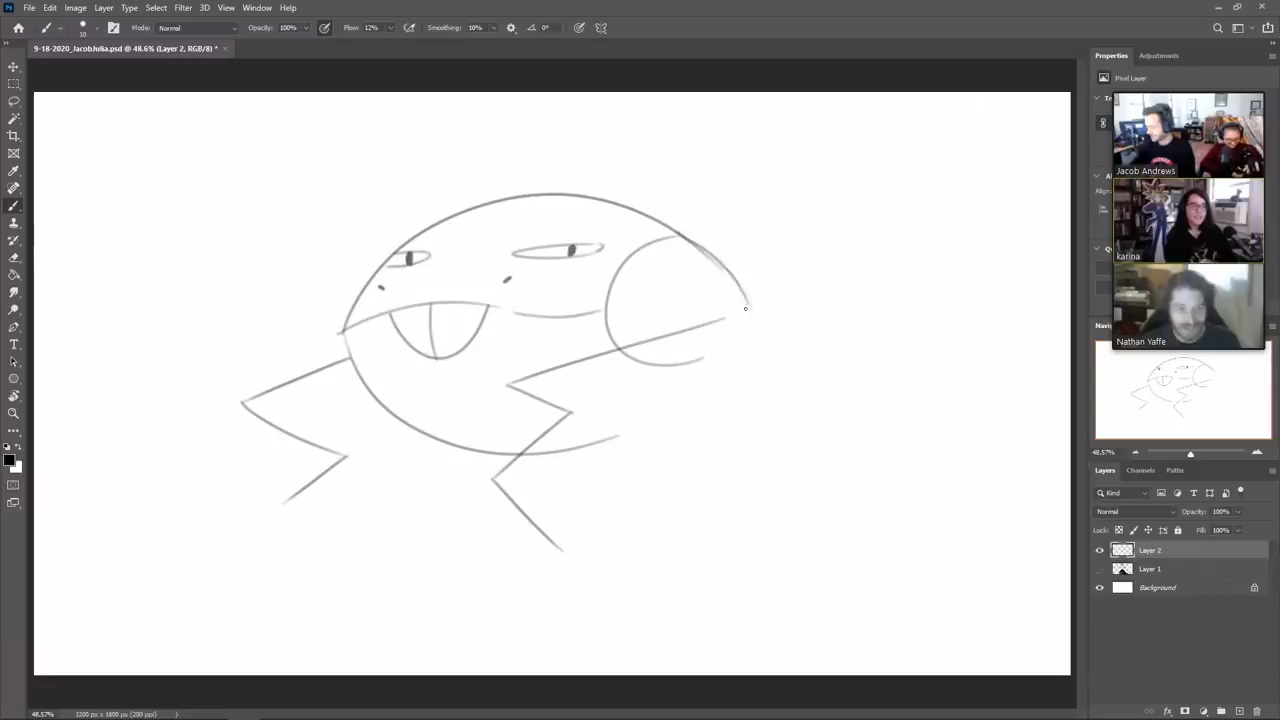 Ps File Edit Image Layer Type Select Filter 3D View Window Help
10 Mode: Normal Opacity: 100% Flow: 12% Smoothing: 10% 0°
9-18-2020_JacobJulia.psd @ 48.6% (Layer 2, RGB/8) *
Properties Adjustments
Pixel Layer
Jacob Andrews
karina
Nathan Yaffe
48.57%
Layers Channels Paths
Kind
Normal Opacity: 100%
Lock: Fill: 100%
Layer 2
Layer 1
Background
48.57% 3200 px x 1800 px (200 ppi)